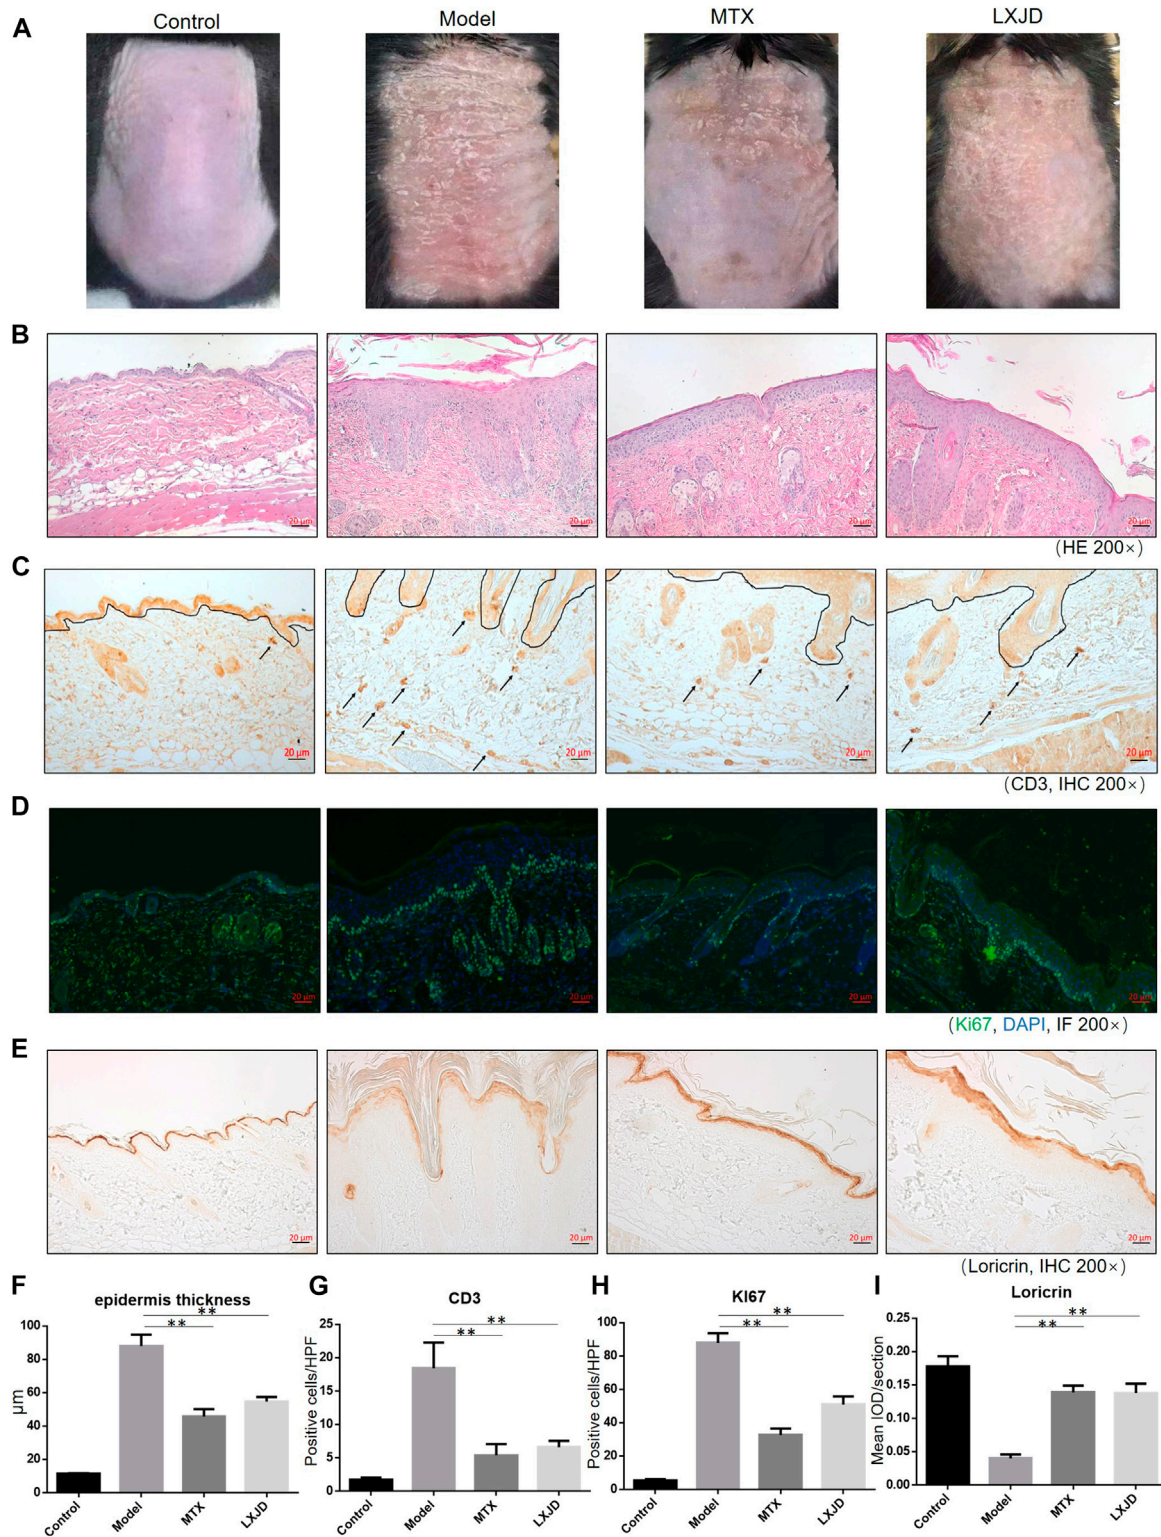 A
Control
Model
MTX
LXJD
B
20 μm
20 μm
20 μm
20 μm
(HE 200×)
C
20 μm
20 μm
20 μm
20 μm
(CD3, IHC 200×)
D
20 μm
20 μm
20 μm
20 μm
(Ki67, DAPI, IF 200×)
E
20 μm
20 μm
20 μm
20 μm
(Loricrin, IHC 200×)
F
epidermis thickness
**
**
μm
100
80
60
40
20
0
Control
Model
MTX
LXJD
G
CD3
**
**
Positive cells/HPF
25
20
15
10
5
0
Control
Model
MTX
LXJD
H
KI67
**
**
Positive cells/HPF
100
80
60
40
20
0
Control
Model
MTX
LXJD
I
Loricrin
**
**
Mean IOD/section
0.25
0.20
0.15
0.10
0.05
0.00
Control
Model
MTX
LXJD